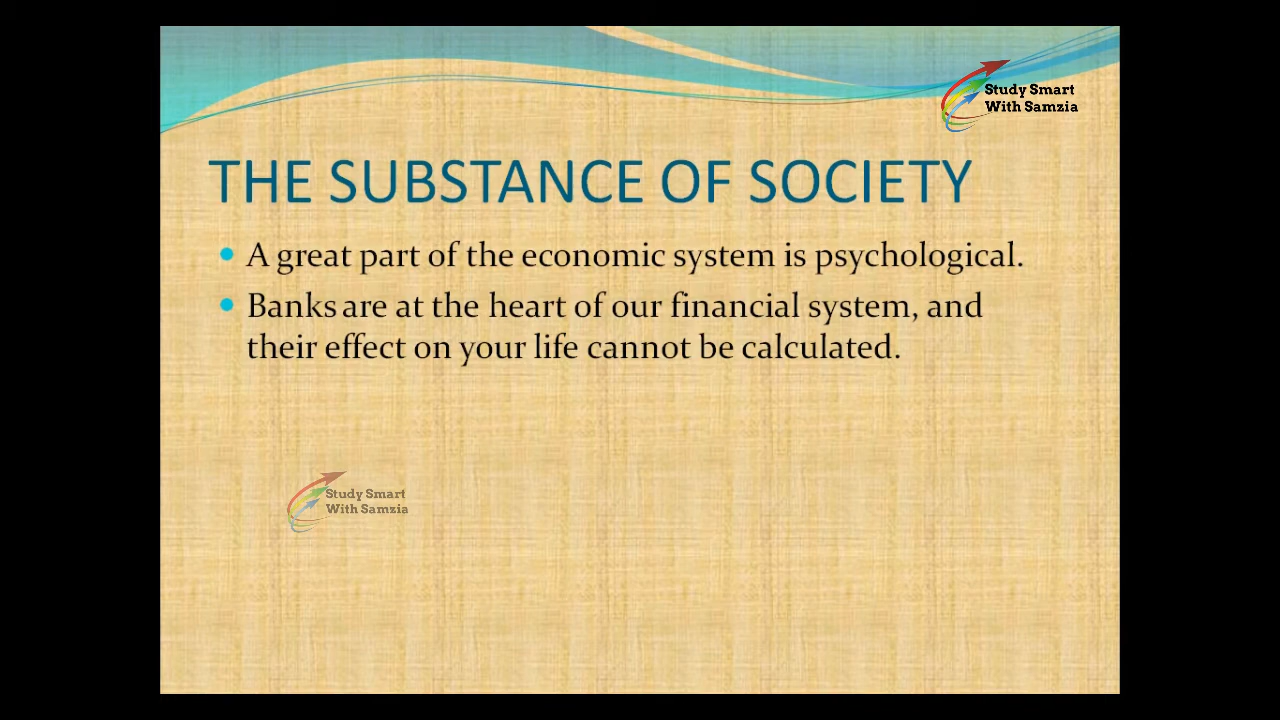 Study Smart
With Samzia
THE SUBSTANCE OF SOCIETY
A great part of the economic system is psychological.
Banks are at the heart of our financial system, and
their effect on your life cannot be calculated.
Study Smart
With Samzia